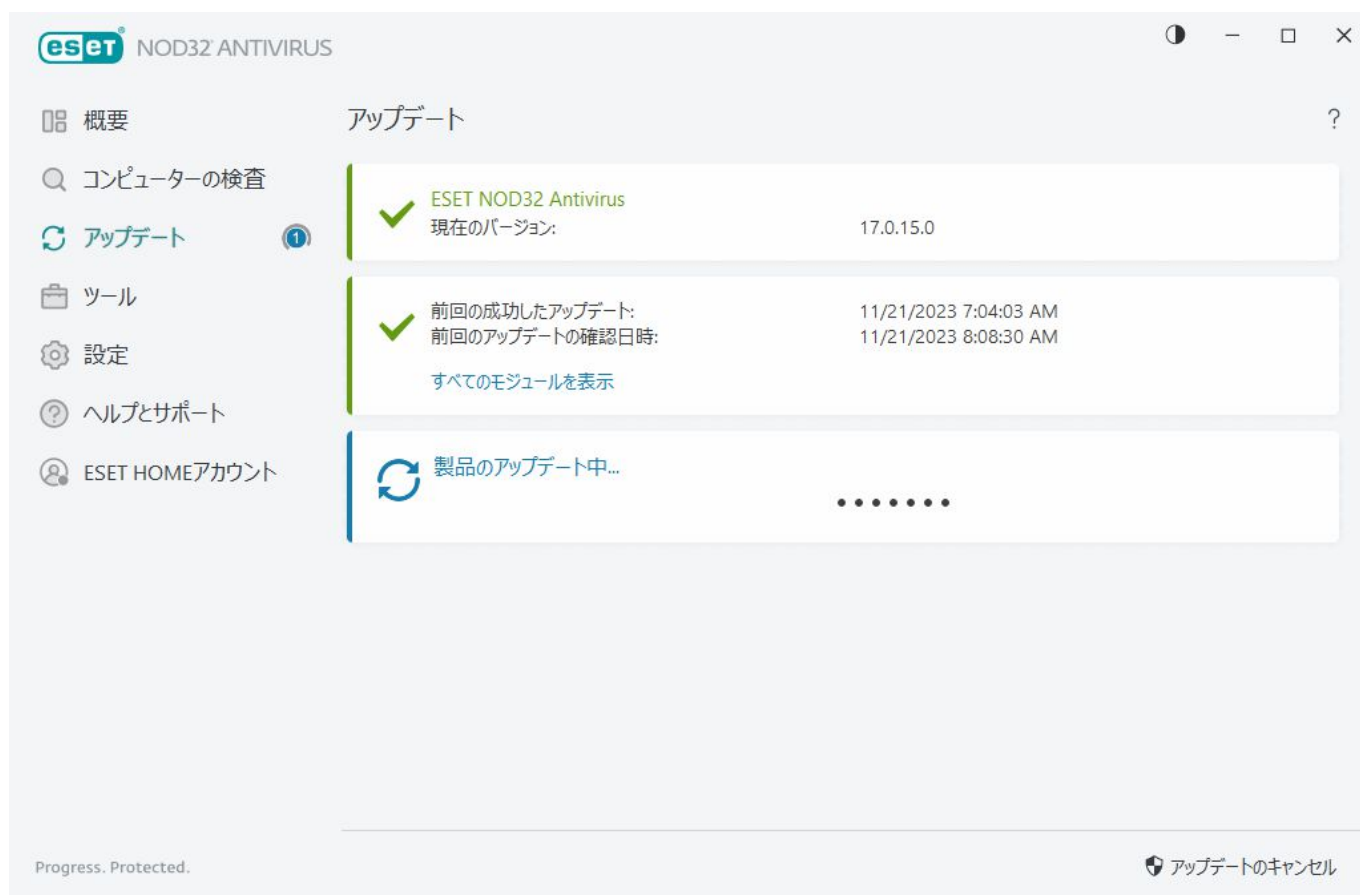 eset® NOD32 ANTIVIRUS
概要
コンピューターの検査
アップデート 1
ツール
設定
ヘルプとサポート
ESET HOMEアカウント
アップデート ?
ESET NOD32 Antivirus
現在のバージョン: 17.0.15.0
前回の成功したアップデート: 11/21/2023 7:04:03 AM
前回のアップデートの確認日時: 11/21/2023 8:08:30 AM
すべてのモジュールを表示
製品のアップデート中...
Progress. Protected.
アップデートのキャンセル